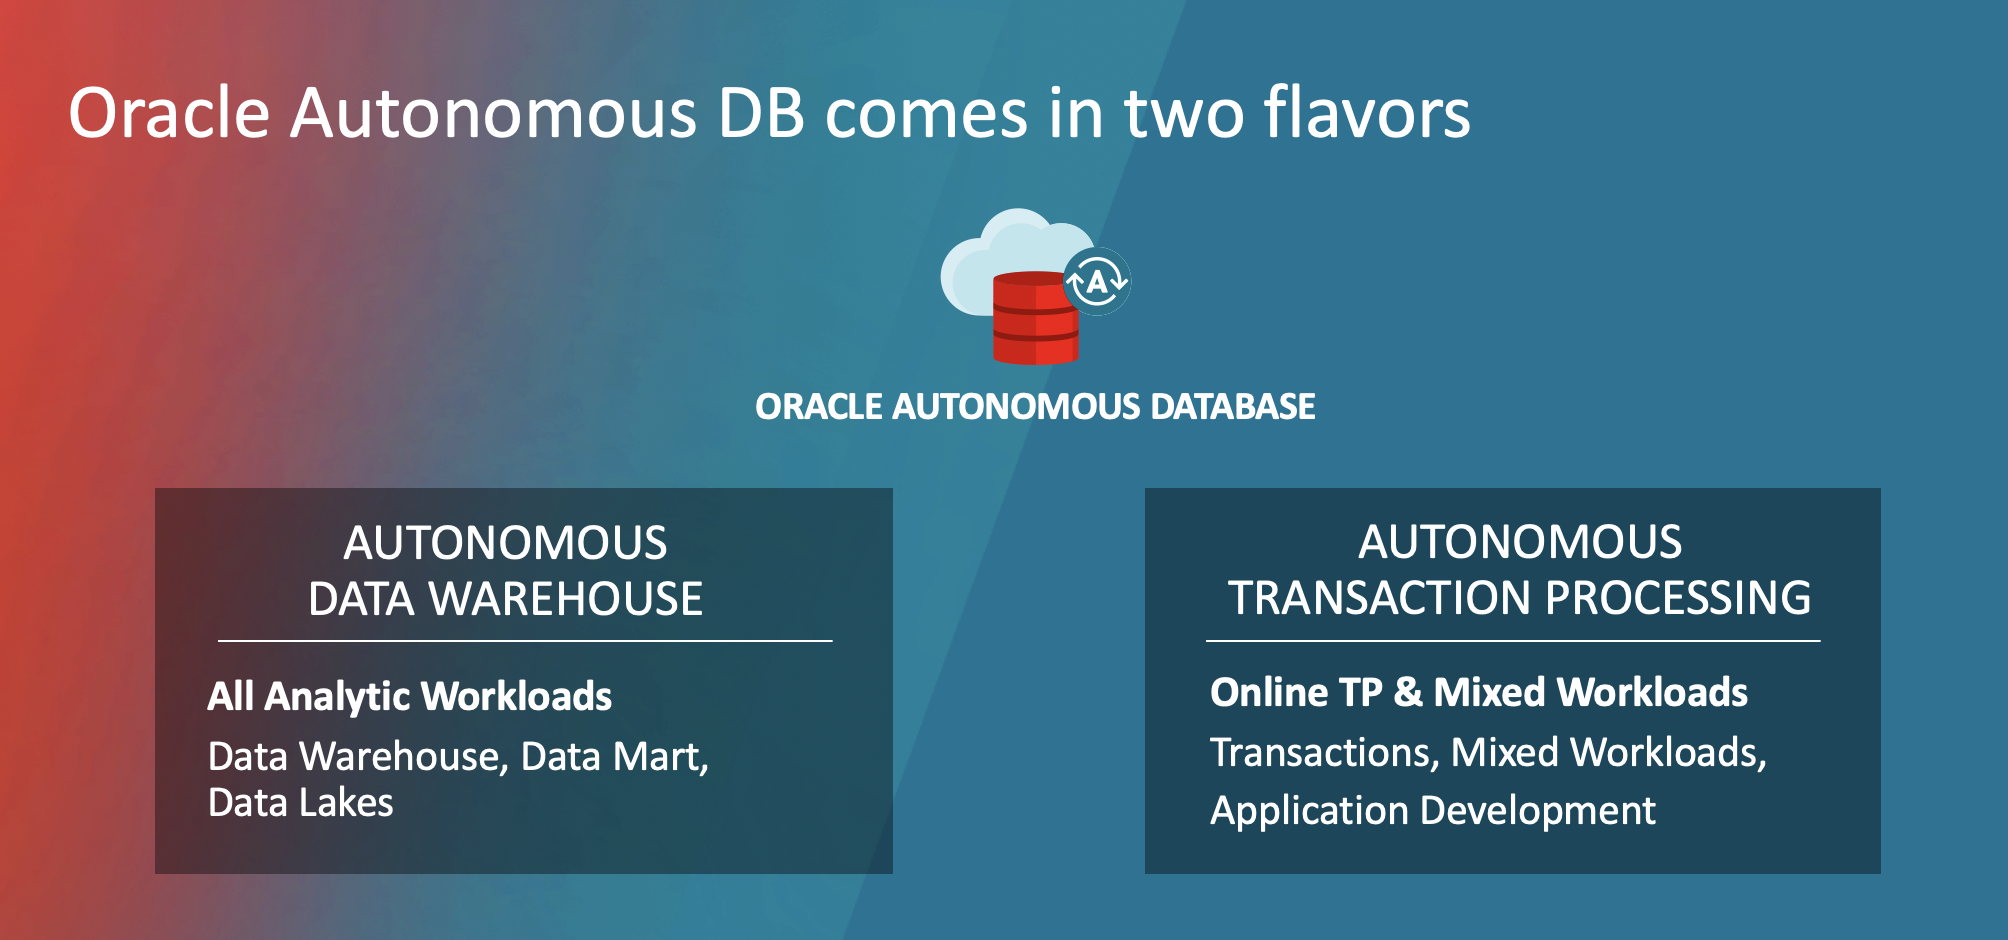 Oracle Autonomous DB comes in two flavors
A
ORACLE AUTONOMOUS DATABASE
AUTONOMOUS
DATA WAREHOUSE
All Analytic Workloads
Data Warehouse, Data Mart,
Data Lakes
AUTONOMOUS
TRANSACTION PROCESSING
Online TP & Mixed Workloads
Transactions, Mixed Workloads,
Application Development